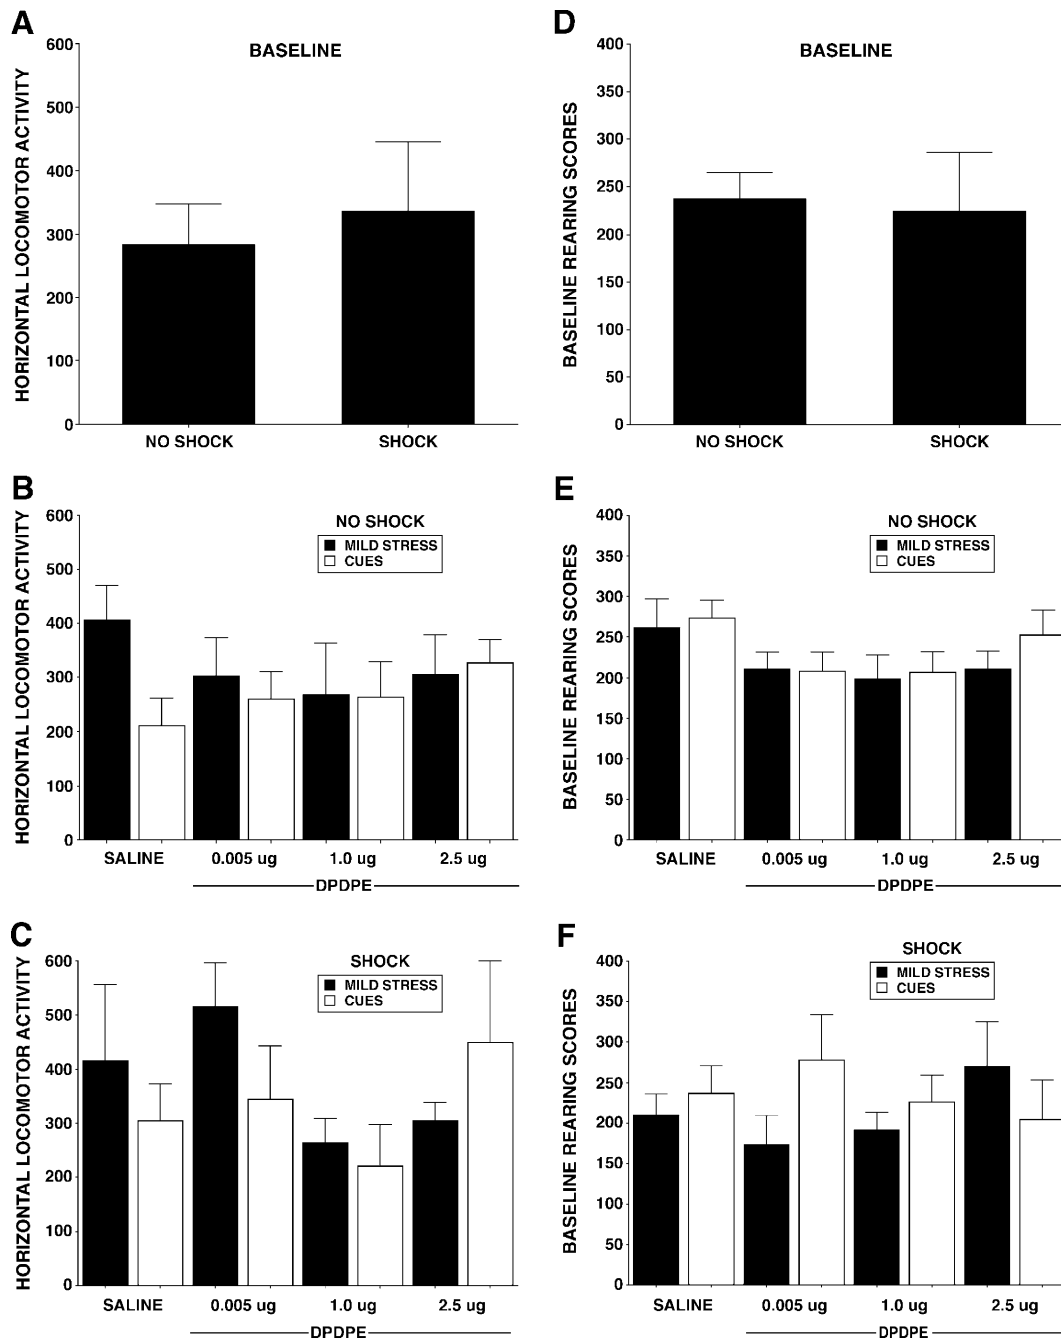 A
BASELINE
HORIZONTAL LOCOMOTOR ACTIVITY
600
500
400
300
200
100
0
NO SHOCK
SHOCK
D
BASELINE
BASELINE REARING SCORES
400
350
300
250
200
150
100
50
0
NO SHOCK
SHOCK
B
NO SHOCK
MILD STRESS
CUES
HORIZONTAL LOCOMOTOR ACTIVITY
600
500
400
300
200
100
0
SALINE
0.005 ug
1.0 ug
2.5 ug
DPDPE
E
NO SHOCK
MILD STRESS
CUES
BASELINE REARING SCORES
400
350
300
250
200
150
100
50
0
SALINE
0.005 ug
1.0 ug
2.5 ug
DPDPE
C
SHOCK
MILD STRESS
CUES
HORIZONTAL LOCOMOTOR ACTIVITY
600
500
400
300
200
100
0
SALINE
0.005 ug
1.0 ug
2.5 ug
DPDPE
F
SHOCK
MILD STRESS
CUES
BASELINE REARING SCORES
400
350
300
250
200
150
100
50
0
SALINE
0.005 ug
1.0 ug
2.5 ug
DPDPE